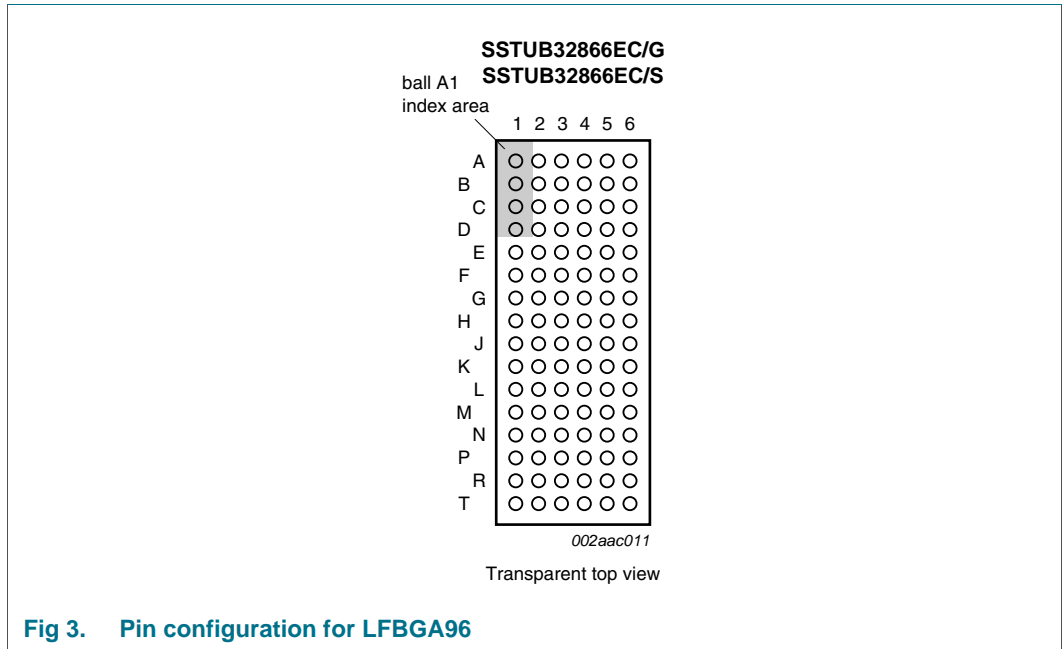 SSTUB32866EC/G
SSTUB32866EC/S
ball A1
index area
1 2 3 4 5 6
A
B
C
D
E
F
G
H
J
K
L
M
N
P
R
T
002aac011
Transparent top view
Fig 3. Pin configuration for LFBGA96